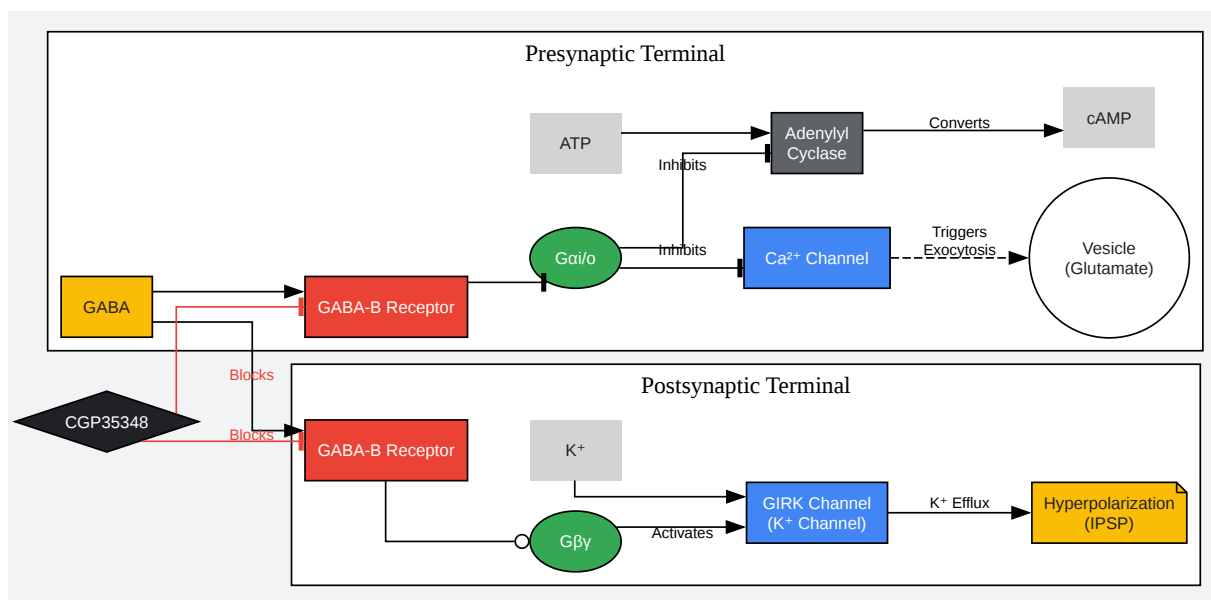 Presynaptic Terminal
ATP
Adenylyl
Cyclase
Converts
cAMP
Inhibits
Gαi/o
Inhibits
Ca²⁺ Channel
Triggers
Exocytosis
Vesicle
(Glutamate)
GABA
GABA-B Receptor
Blocks
CGP35348
Blocks
Postsynaptic Terminal
GABA-B Receptor
K⁺
Gβγ
Activates
GIRK Channel
(K⁺ Channel)
K⁺ Efflux
Hyperpolarization
(IPSP)